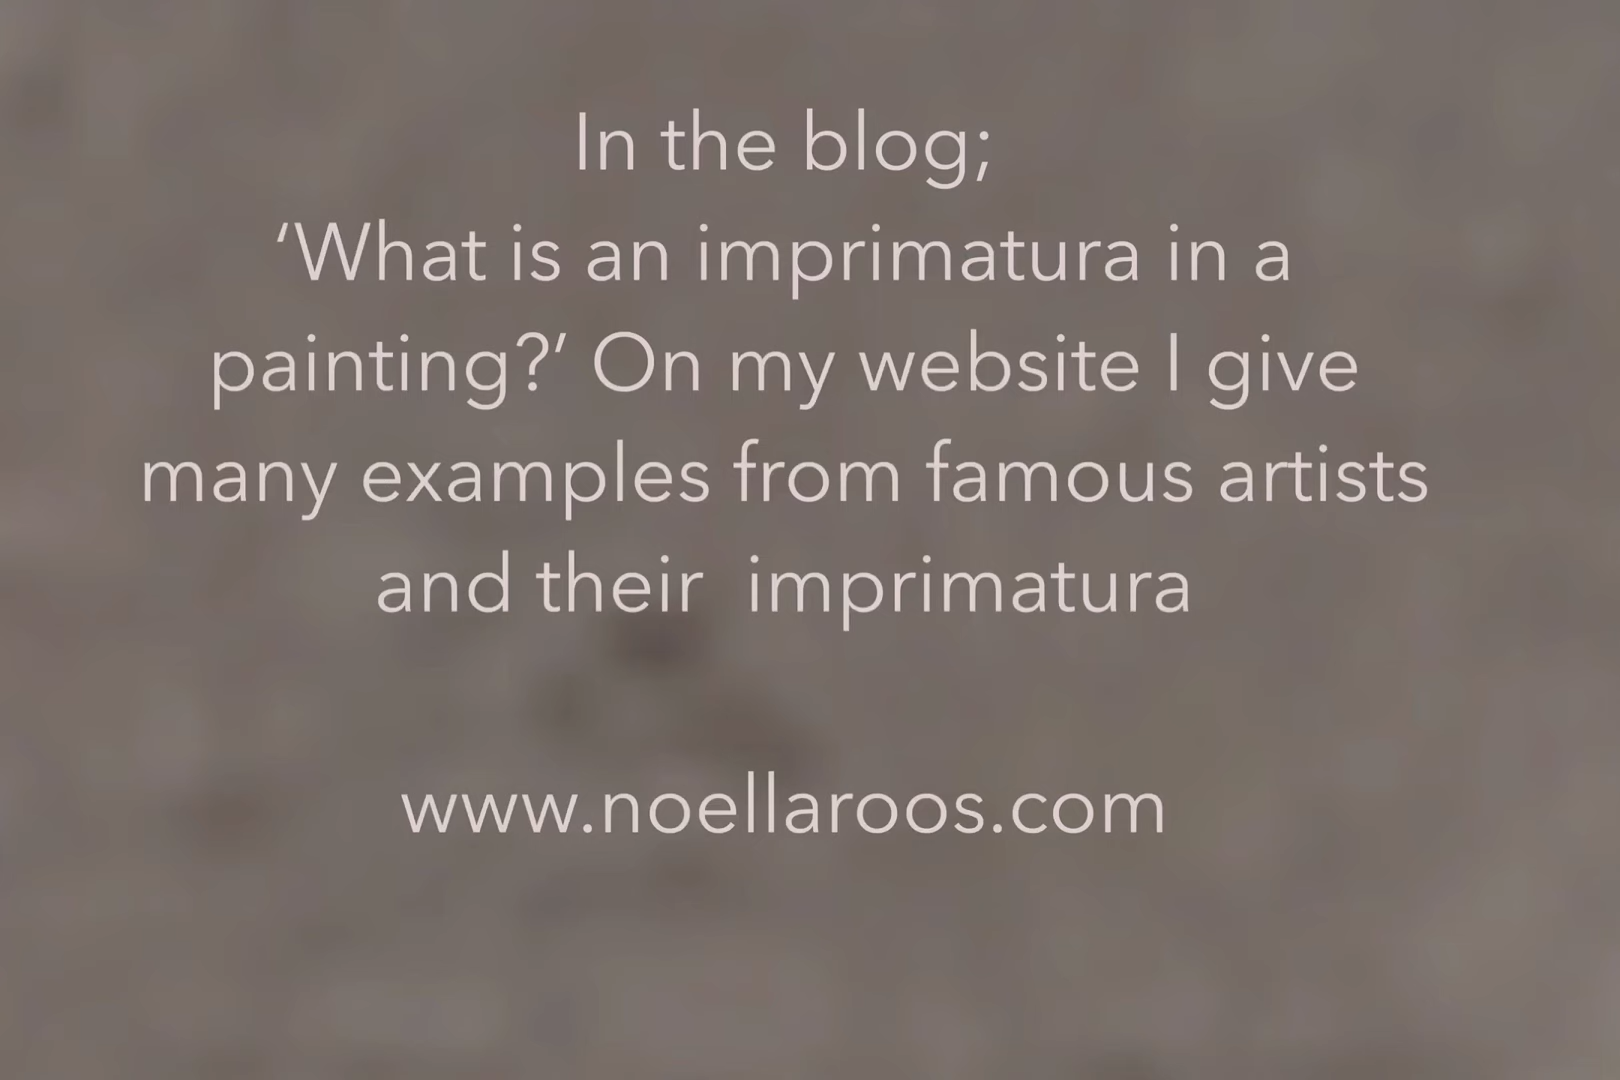 In the blog;
‘What is an imprimatura in a
painting?’ On my website I give
many examples from famous artists
and their  imprimatura
www.noellaroos.com